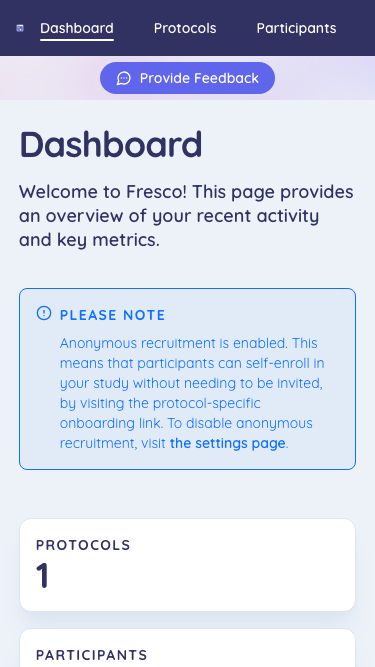 Dashboard Protocols Participants
Provide Feedback
Dashboard
Welcome to Fresco! This page provides
an overview of your recent activity
and key metrics.
PLEASE NOTE
Anonymous recruitment is enabled. This
means that participants can self-enroll in
your study without needing to be invited,
by visiting the protocol-specific
onboarding link. To disable anonymous
recruitment, visit the settings page.
PROTOCOLS
1
PARTICIPANTS